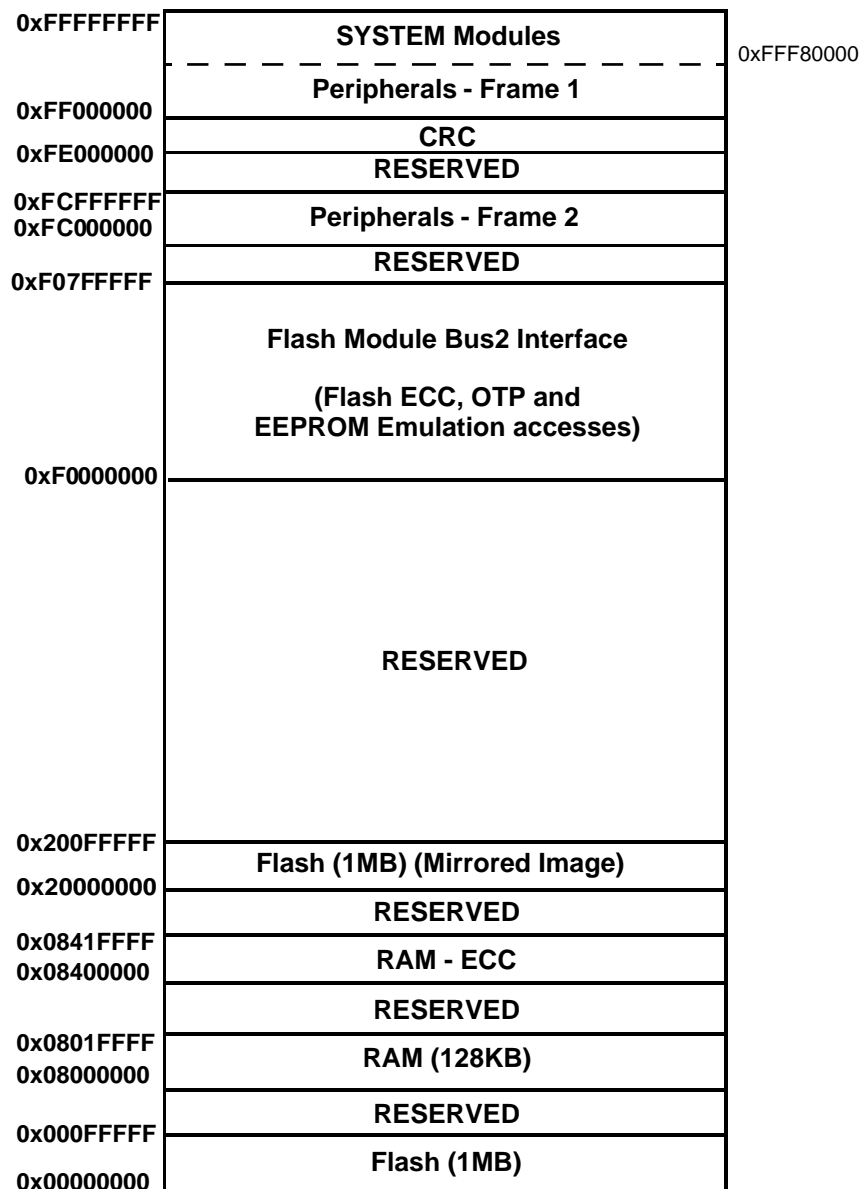 0xFFFFFFFF
SYSTEM Modules
0xFFF80000
Peripherals - Frame 1
0xFF000000
CRC
0xFE000000
RESERVED
0xFCFFFFFF
Peripherals - Frame 2
0xFC000000
RESERVED
0xF07FFFFF
Flash Module Bus2 Interface
(Flash ECC, OTP and
EEPROM Emulation accesses)
0xF0000000
RESERVED
0x200FFFFF
Flash (1MB) (Mirrored Image)
0x20000000
RESERVED
0x0841FFFF
RAM - ECC
0x08400000
RESERVED
0x0801FFFF
RAM (128KB)
0x08000000
RESERVED
0x000FFFFF
Flash (1MB)
0x00000000